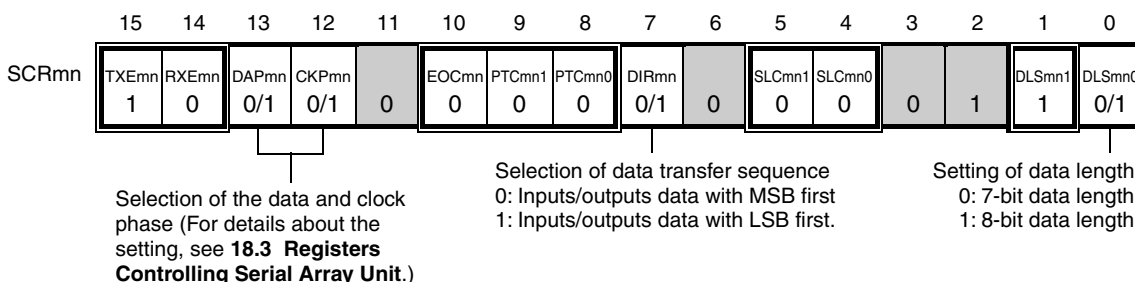 15 14 13 12 11 10 9 8 7 6 5 4 3 2 1 0
SCRmn TXEmn RXEmn DAPmn CKPmn EOCmn PTCmn1 PTCmn0 DIRmn SLCmn1 SLCmn0 DLSmn1 DLSmn0
1 0 0/1 0/1 0 0 0 0 0/1 0 0 0 0 1 1 0/1
Selection of the data and clock
phase (For details about the
setting, see 18.3 Registers
Controlling Serial Array Unit.)
Selection of data transfer sequence
0: Inputs/outputs data with MSB first
1: Inputs/outputs data with LSB first.
Setting of data length
0: 7-bit data length
1: 8-bit data length